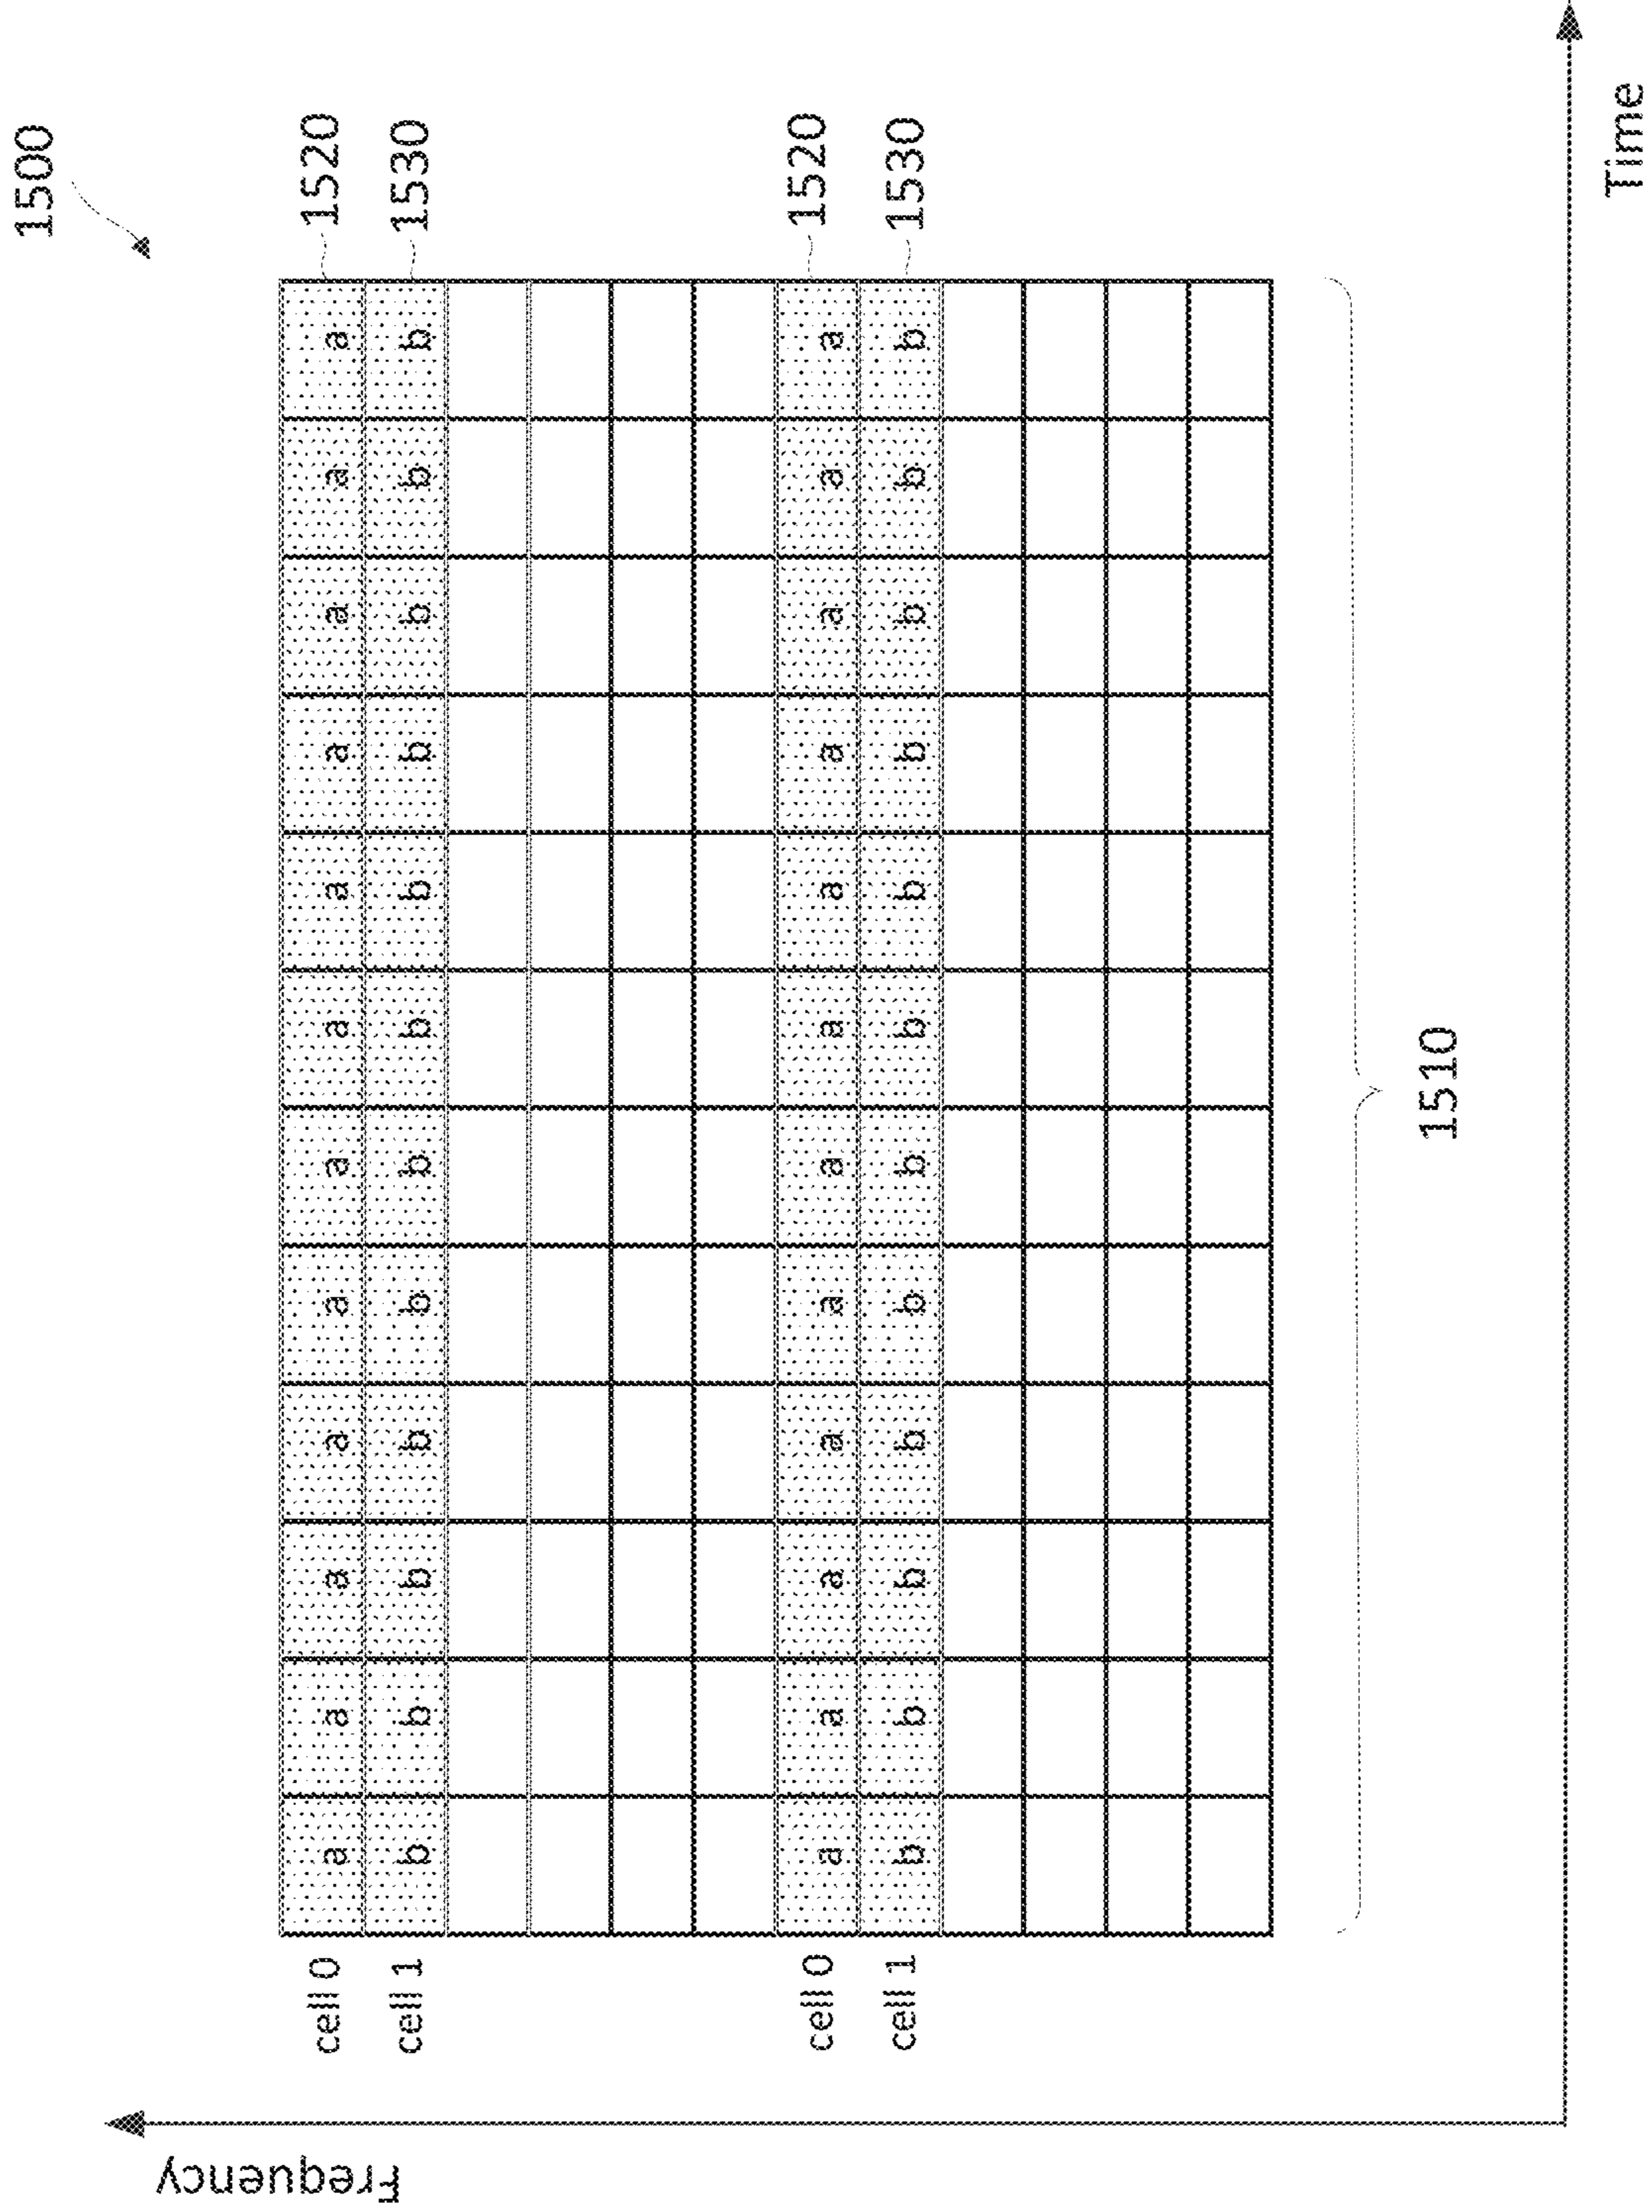 1500
Frequency
cell 0 a a a a a a a a a a a a 1520
cell 1 b b b b b b b b b b b b 1530
cell 0 a a a a a a a a a a a a 1520
cell 1 b b b b b b b b b b b b 1530
1510
Time